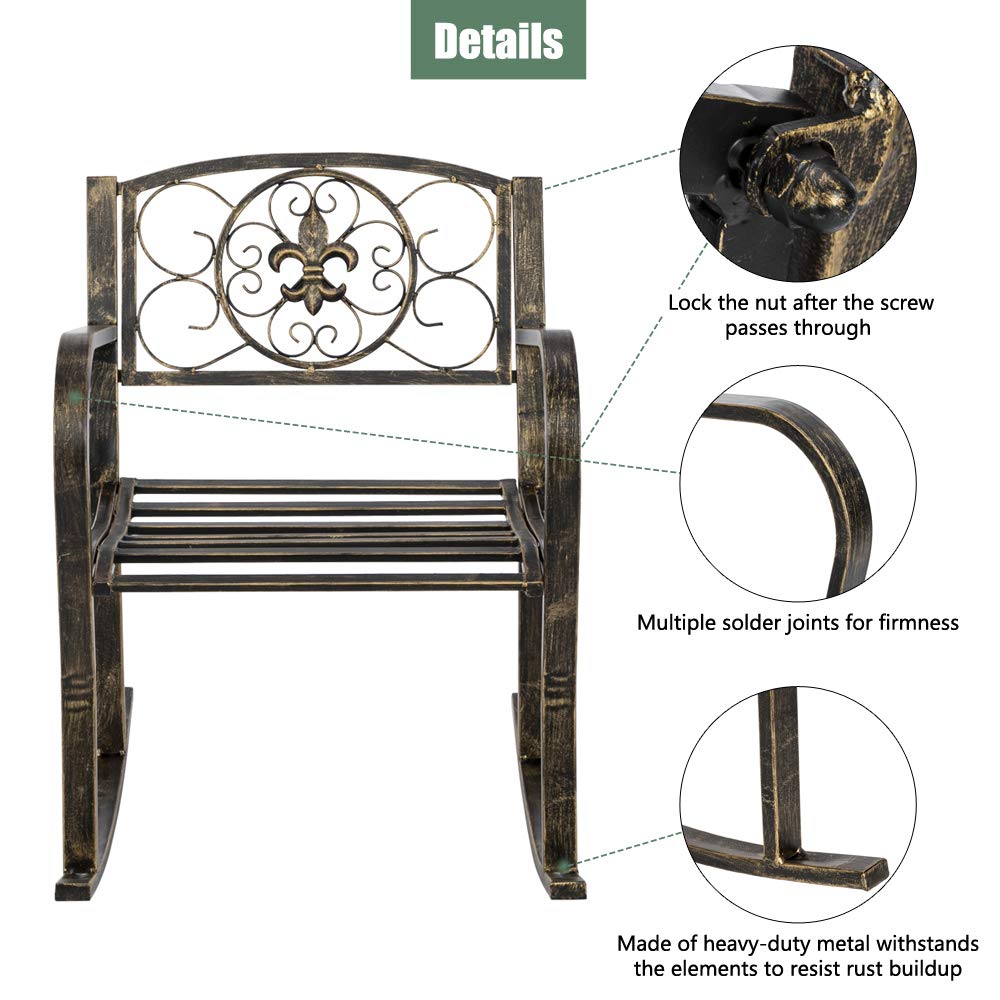 Details
Lock the nut after the screw
passes through
Multiple solder joints for firmness
Made of heavy-duty metal withstands
the elements to resist rust buildup